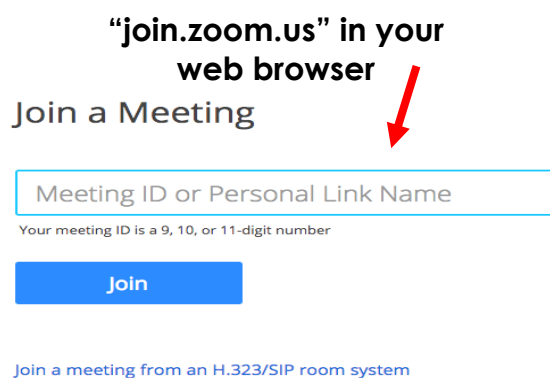 “join.zoom.us” in your
web browser
Join a Meeting
Meeting ID or Personal Link Name
Your meeting ID is a 9, 10, or 11-digit number
Join
Join a meeting from an H.323/SIP room system